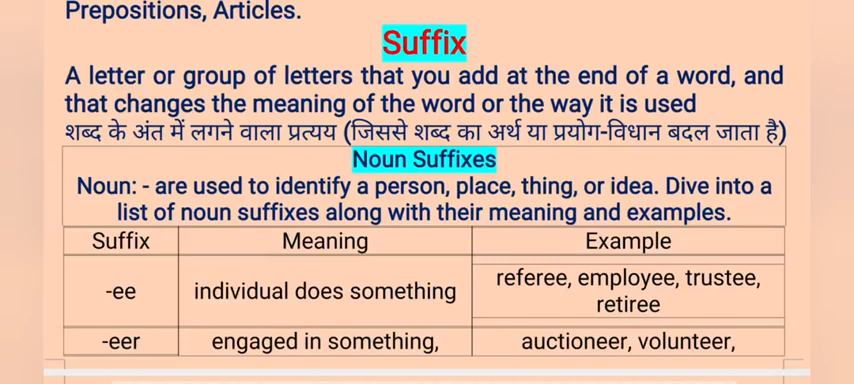 Prepositions, Articles.
Suffix
A letter or group of letters that you add at the end of a word, and
that changes the meaning of the word or the way it is used
शब्द के अंत में लगने वाला प्रत्यय (जिससे शब्द का अर्थ या प्रयोग-विधान बदल जाता है)
Noun Suffixes
Noun: - are used to identify a person, place, thing, or idea. Dive into a
list of noun suffixes along with their meaning and examples.
Suffix Meaning Example
-ee individual does something referee, employee, trustee,
retiree
-eer engaged in something, auctioneer, volunteer,